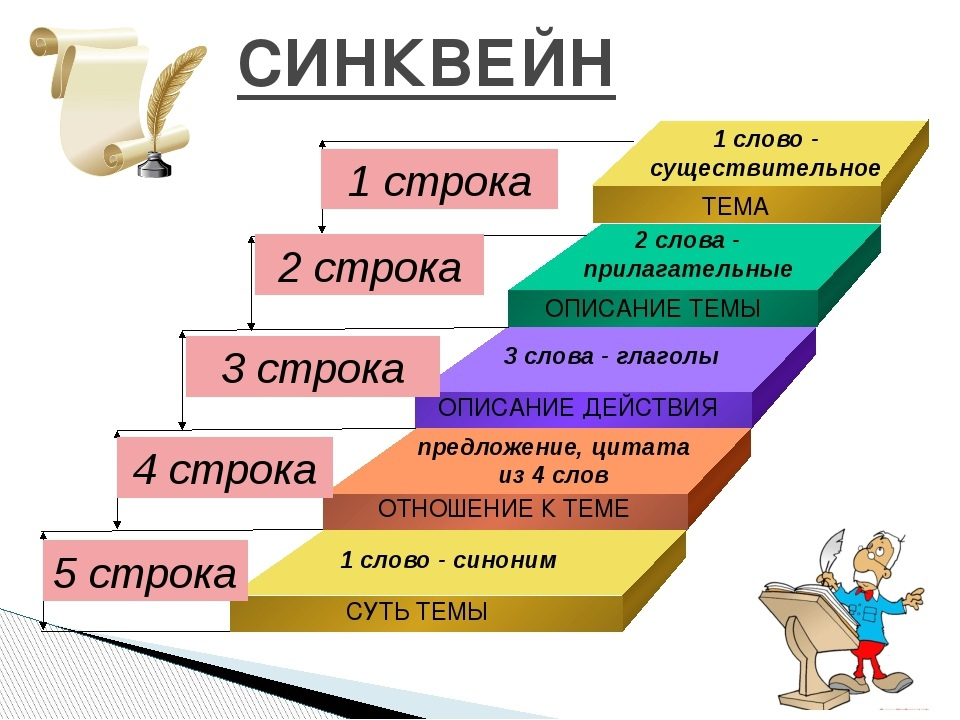 СИНКВЕЙН
1 строка
1 слово -
существительное
ТЕМА
2 строка
2 слова -
прилагательные
ОПИСАНИЕ ТЕМЫ
3 строка
3 слова - глаголы
ОПИСАНИЕ ДЕЙСТВИЯ
4 строка
предложение, цитата
из 4 слов
ОТНОШЕНИЕ К ТЕМЕ
5 строка
1 слово - синоним
СУТЬ ТЕМЫ